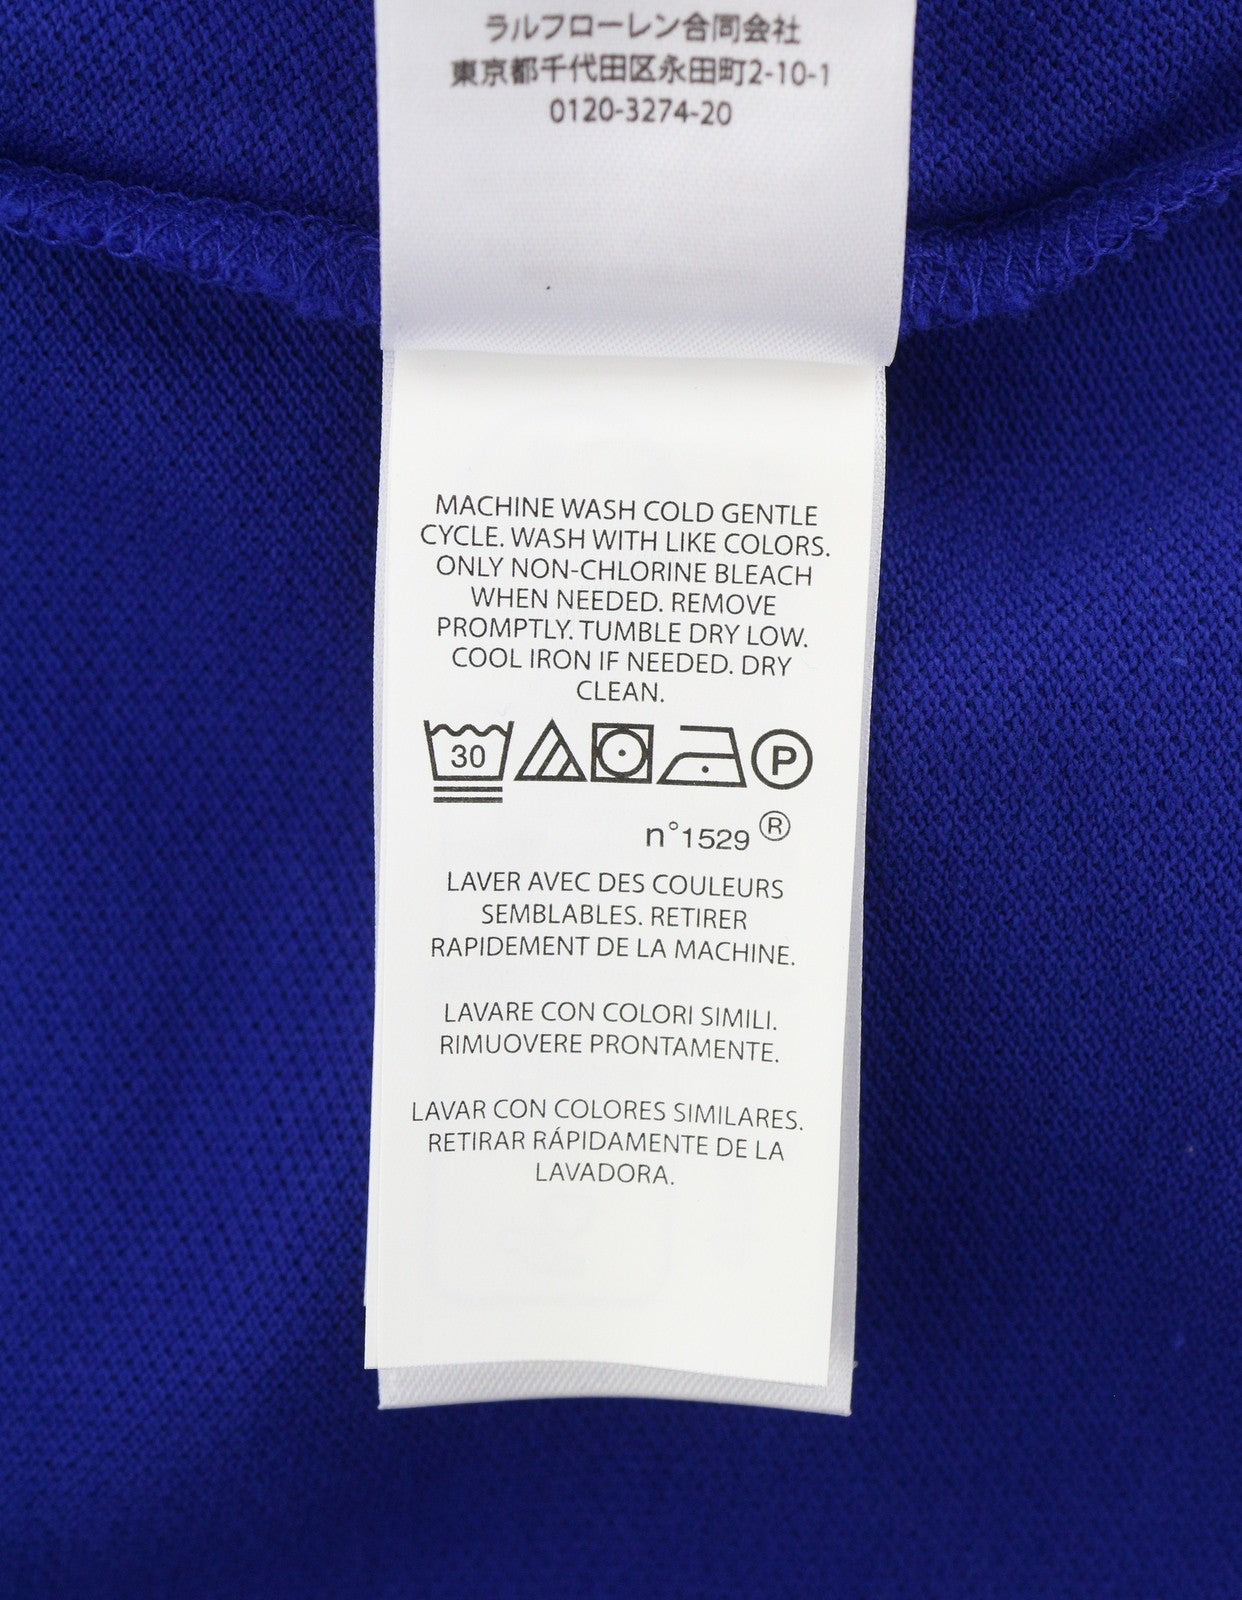 ラルフローレン合同会社
東京都千代田区永田町2-10-1
0120-3274-20
MACHINE WASH COLD GENTLE
CYCLE. WASH WITH LIKE COLORS.
ONLY NON-CHLORINE BLEACH
WHEN NEEDED. REMOVE
PROMPTLY. TUMBLE DRY LOW.
COOL IRON IF NEEDED. DRY
CLEAN.
30 P
n°1529 ®
LAVER AVEC DES COULEURS
SEMBLABLES. RETIRER
RAPIDEMENT DE LA MACHINE.
LAVARE CON COLORI SIMILI.
RIMUOVERE PRONTAMENTE.
LAVAR CON COLORES SIMILARES.
RETIRAR RÁPIDAMENTE DE LA
LAVADORA.